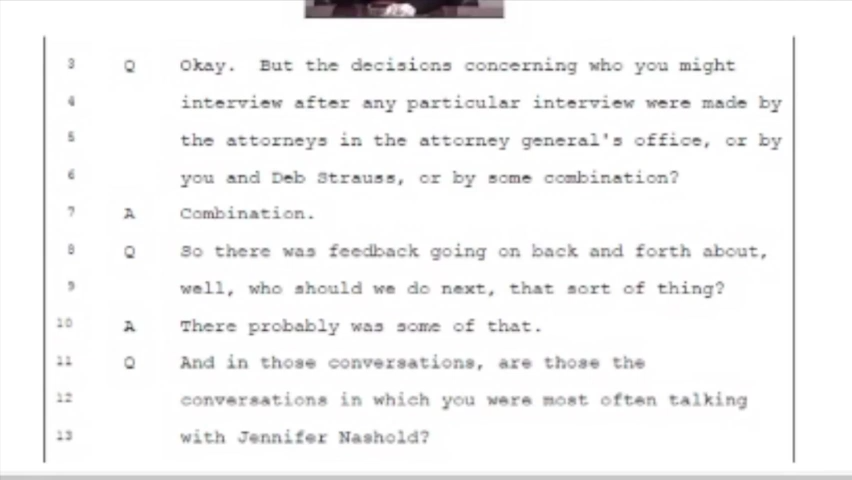 3 Q Okay. But the decisions concerning who you might
4 interview after any particular interview were made by
5 the attorneys in the attorney general's office, or by
6 you and Deb Strauss, or by some combination?
7 A Combination.
8 Q So there was feedback going on back and forth about,
9 well, who should we do next, that sort of thing?
10 A There probably was some of that.
11 Q And in those conversations, are those the
12 conversations in which you were most often talking
13 with Jennifer Nashold?